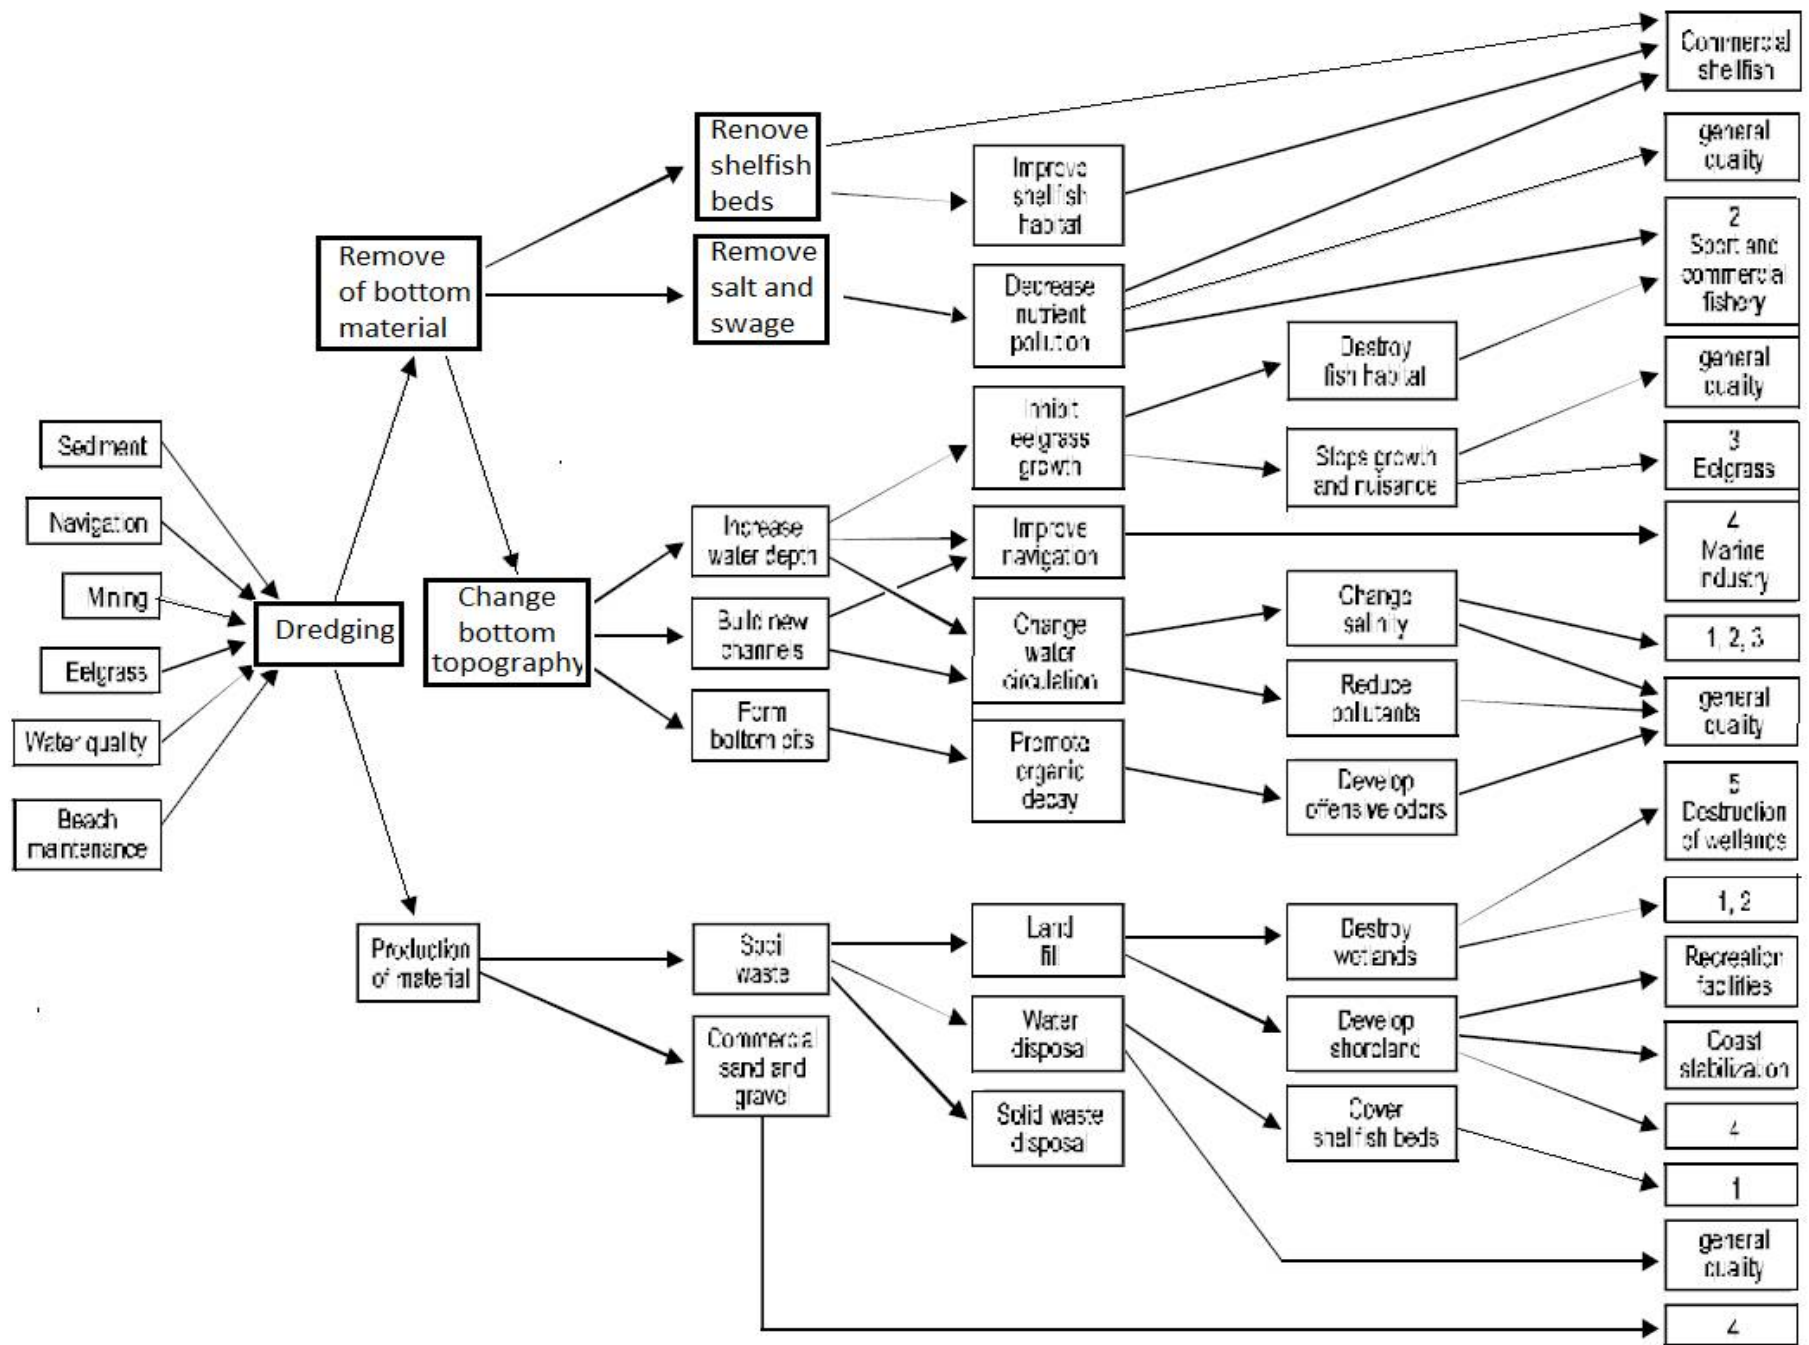 Commercial
shellfish
general
quality
2
Sport and
commercial
fishery
general
quality
3
Eelgrass
4
Marine
industry
1, 2, 3
general
quality
5
Destruction
of wetlands
1, 2
Recreation
facilities
Coast
stabilization
4
1
general
quality
4
Renove
shelfish
beds
Remove
salt and
swage
Remove
of bottom
material
Improve
shellfish
habitat
Decrease
nutrient
pollution
Inhibit
eelgrass
growth
Destroy
fish habitat
Stops growth
and nuisance
Sediment
Navigation
Mining
Eelgrass
Water quality
Beach
maintenance
Dredging
Change
bottom
topography
Increase
water depth
Build new
channels
Form
bottom pits
Improve
navigation
Change
water
circulation
Promote
organic
decay
Change
salinity
Reduce
pollutants
Develop
offensive odors
Production
of material
Spoil
waste
Commercial
sand and
gravel
Land
fill
Water
disposal
Solid waste
disposal
Destroy
wetlands
Develop
shoreland
Cover
shellfish beds